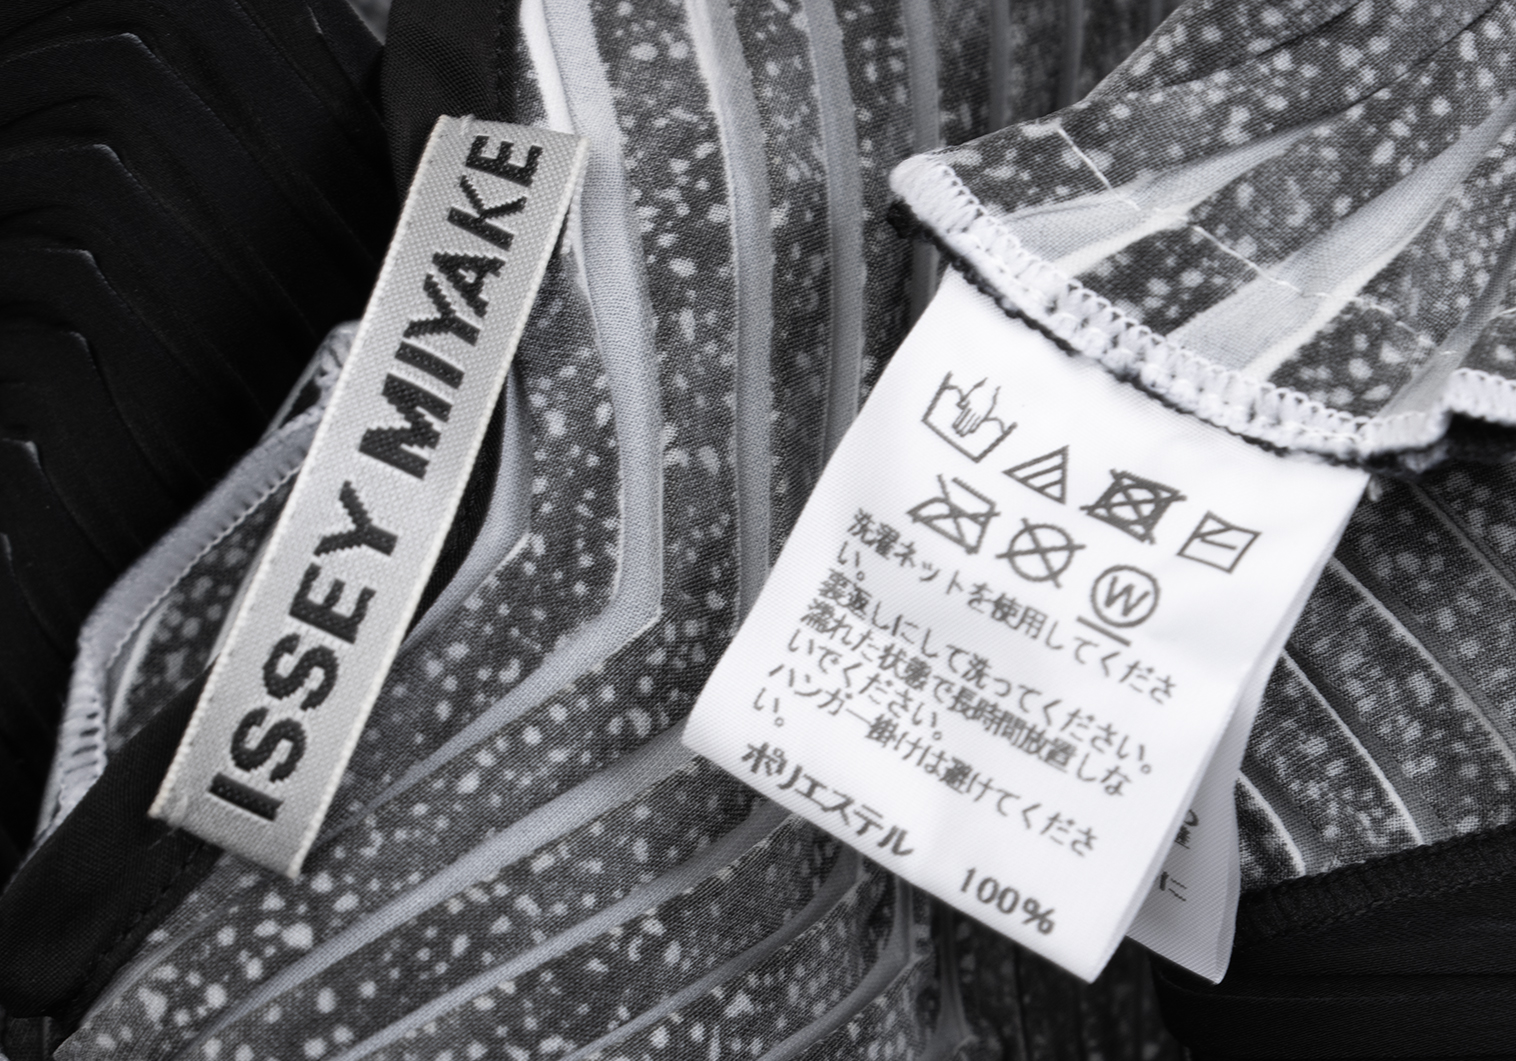 ISSEY MIYAKE
W
洗濯ネットを使用してくださ
い。
裏返しにして洗ってください。
濡れた状態で長時間放置しな
いでください。
ハンガー掛けは避けてくださ
い。
ポリエステル 100%
に